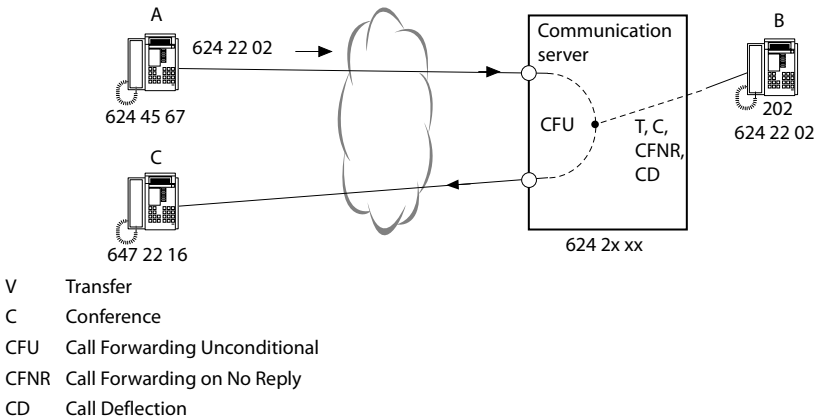 A
624 22 02
624 45 67
Communication
server
B
CFU
T, C,
CFNR,
CD
202
624 22 02
C
647 22 16
624 2x xx
V Transfer
C Conference
CFU Call Forwarding Unconditional
CFNR Call Forwarding on No Reply
CD Call Deflection